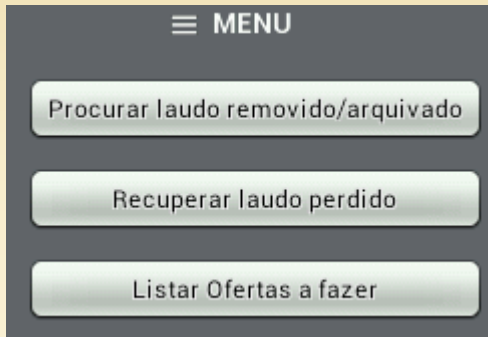 ☰ MENU
Procurar laudo removido/arquivado
Recuperar laudo perdido
Listar Ofertas a fazer